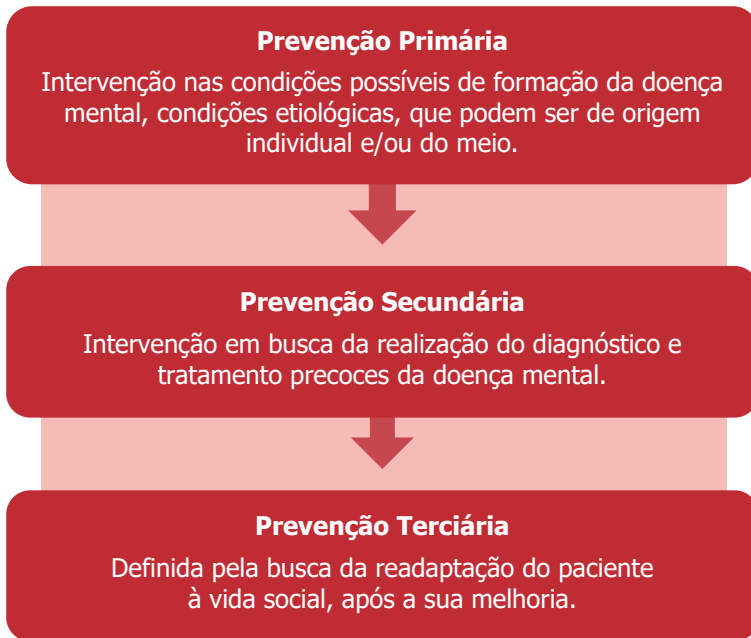 Prevenção Primária
Intervenção nas condições possíveis de formação da doença
mental, condições etiológicas, que podem ser de origem
individual e/ou do meio.
Prevenção Secundária
Intervenção em busca da realização do diagnóstico e
tratamento precoces da doença mental.
Prevenção Terciária
Definida pela busca da readaptação do paciente
à vida social, após a sua melhoria.